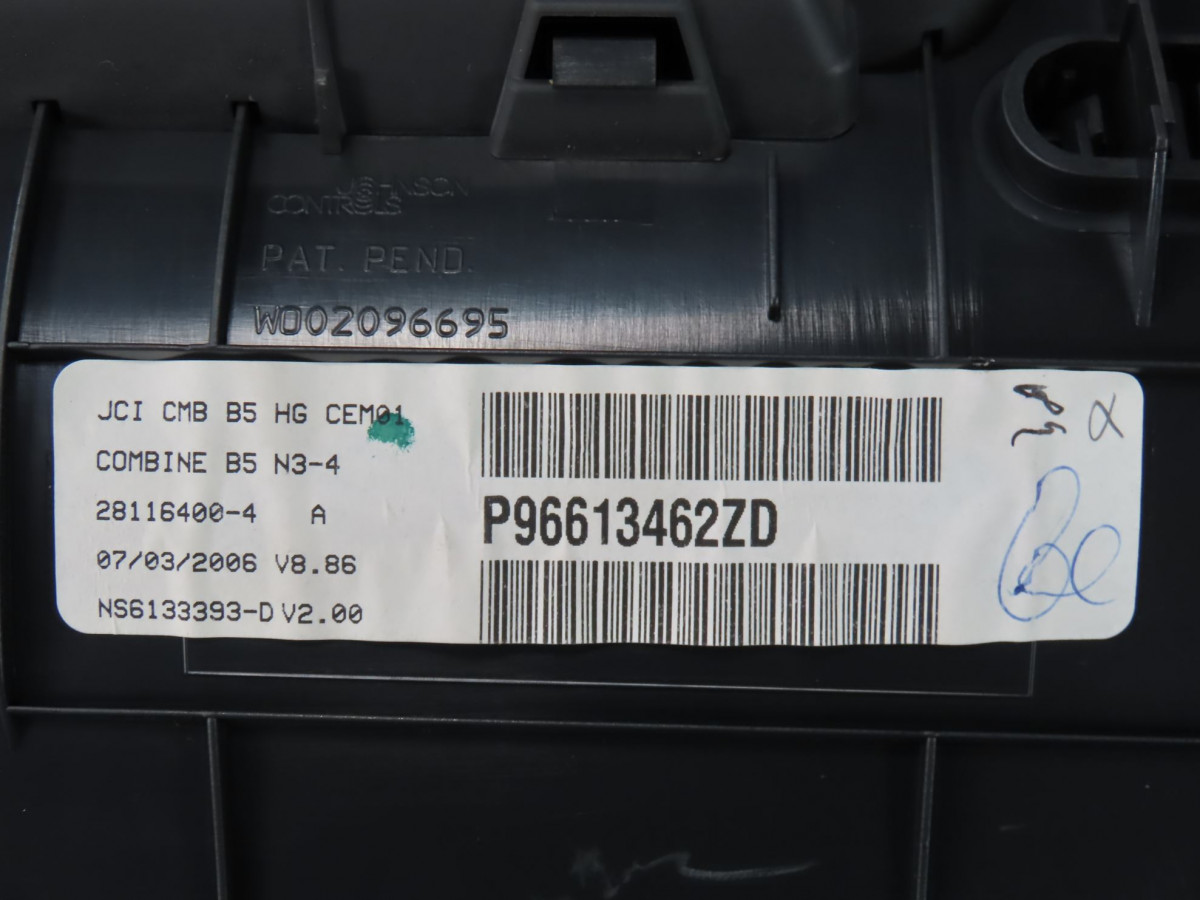 JOHNSON
CONTROLS
PAT. PEND.
WO02096695
JCI CMB B5 HG CEM01
COMBINE B5 N3-4
28116400-4 A
07/03/2006 V8.86
NS6133393-D V2.00
P96613462ZD